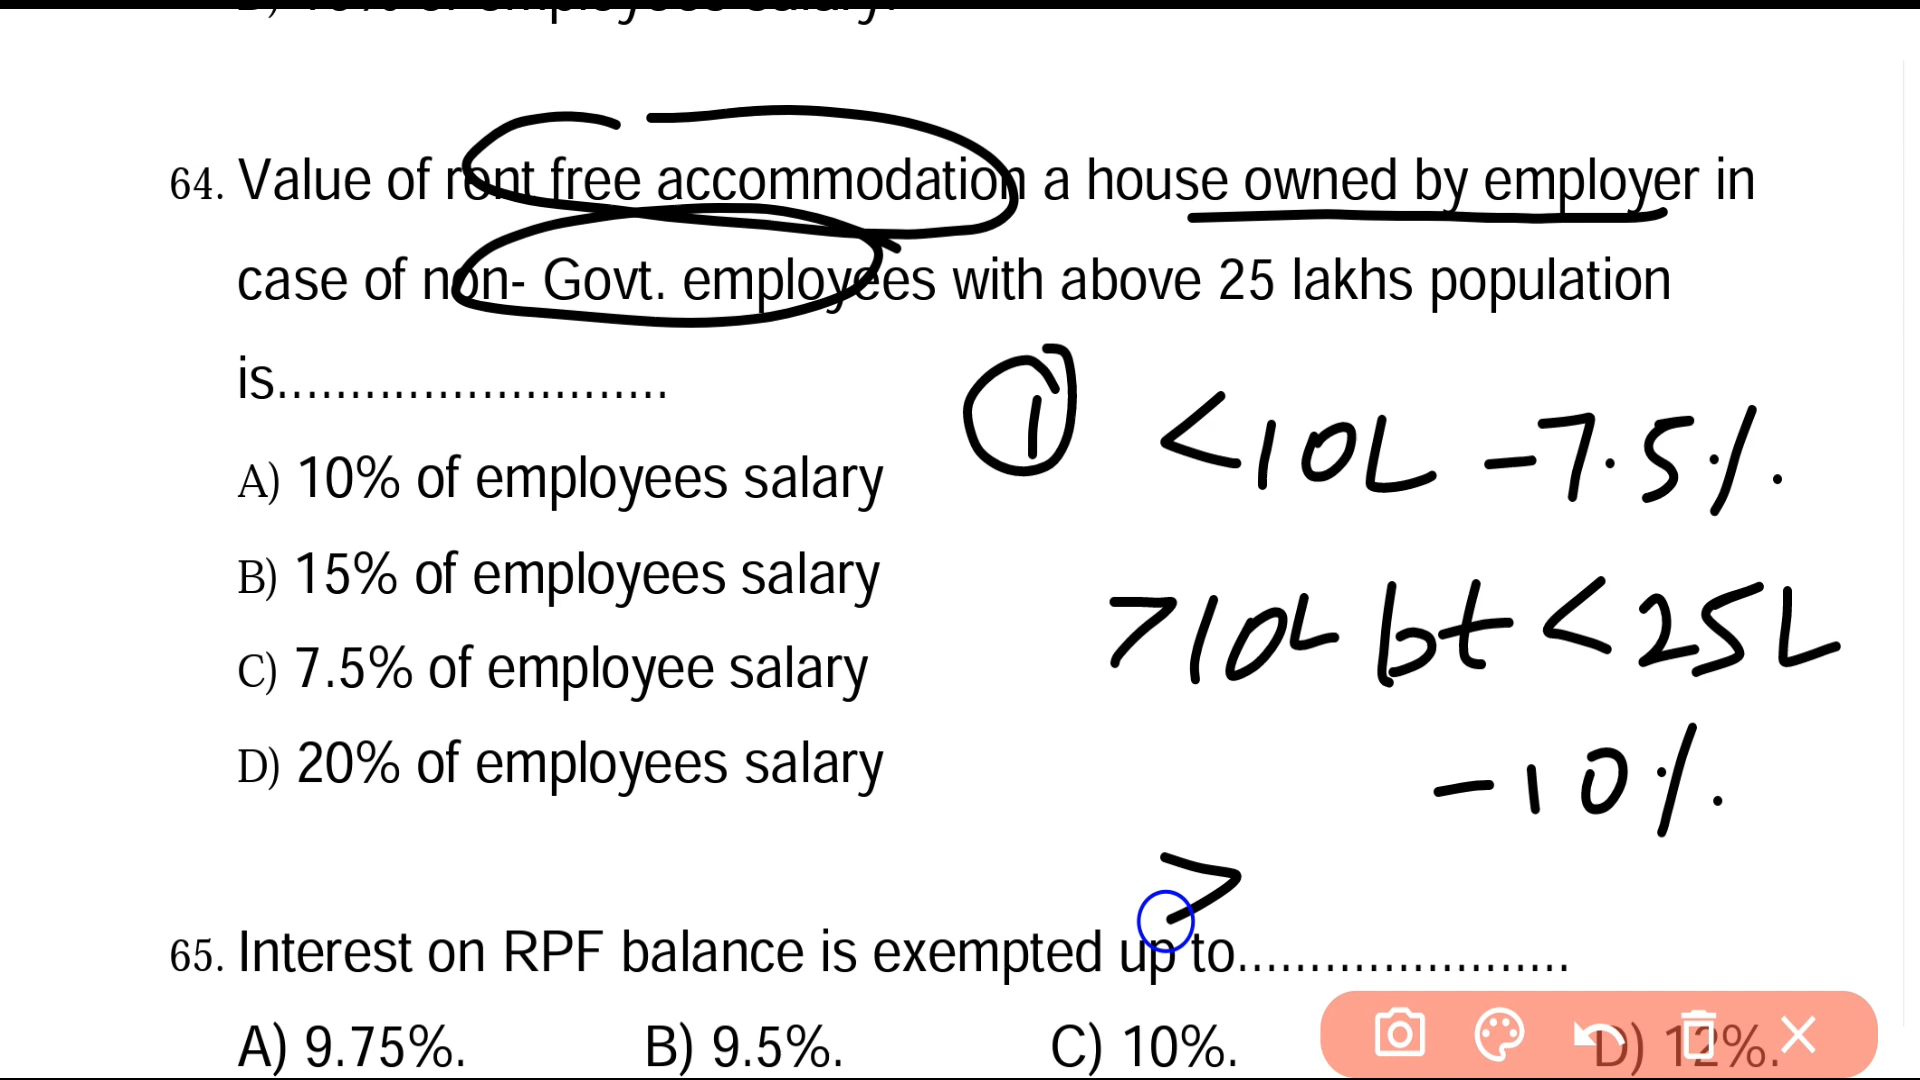 64. Value of rent free accommodation a house owned by employer in
case of non- Govt. employees with above 25 lakhs population
is...........................
① <10L -7.5%.
A) 10% of employees salary
B) 15% of employees salary
>10L bt <25L
C) 7.5% of employee salary
D) 20% of employees salary
-10%.
>
65. Interest on RPF balance is exempted up to.......................
A) 9.75%. B) 9.5%. C) 10%. D) 12%.